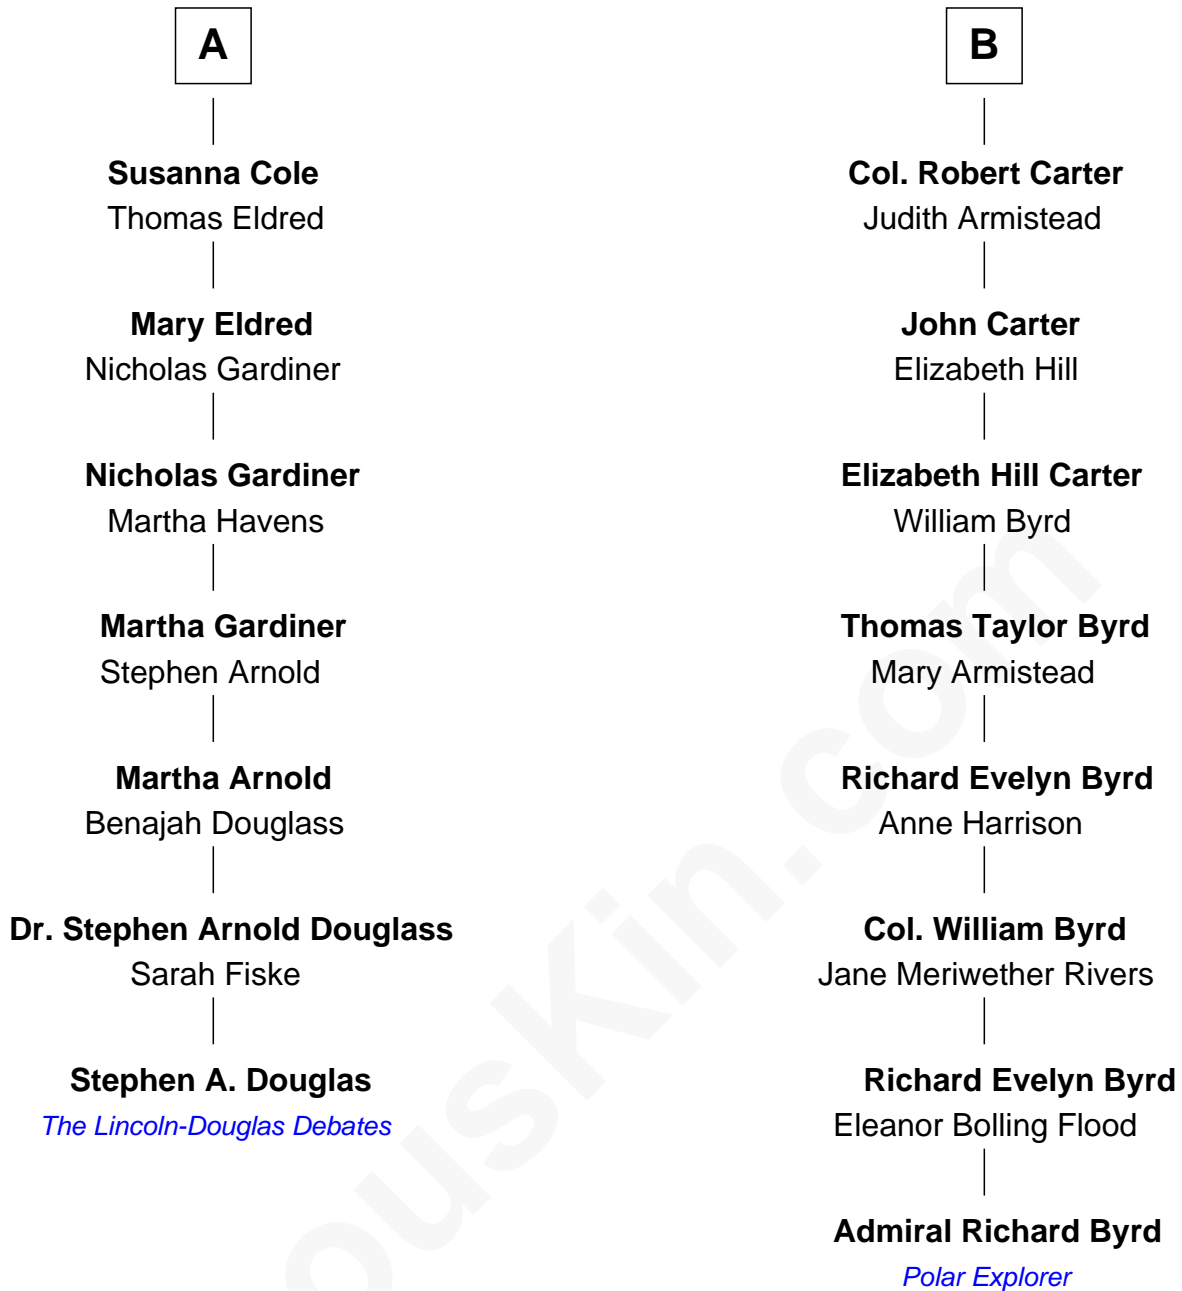 A
B
Susanna Cole
Thomas Eldred
Col. Robert Carter
Judith Armistead
Mary Eldred
Nicholas Gardiner
John Carter
Elizabeth Hill
Nicholas Gardiner
Martha Havens
Elizabeth Hill Carter
William Byrd
Martha Gardiner
Stephen Arnold
Thomas Taylor Byrd
Mary Armistead
Martha Arnold
Benajah Douglass
Richard Evelyn Byrd
Anne Harrison
Dr. Stephen Arnold Douglass
Sarah Fiske
Col. William Byrd
Jane Meriwether Rivers
Stephen A. Douglas
The Lincoln-Douglas Debates
Richard Evelyn Byrd
Eleanor Bolling Flood
Admiral Richard Byrd
Polar Explorer
ousKin.com